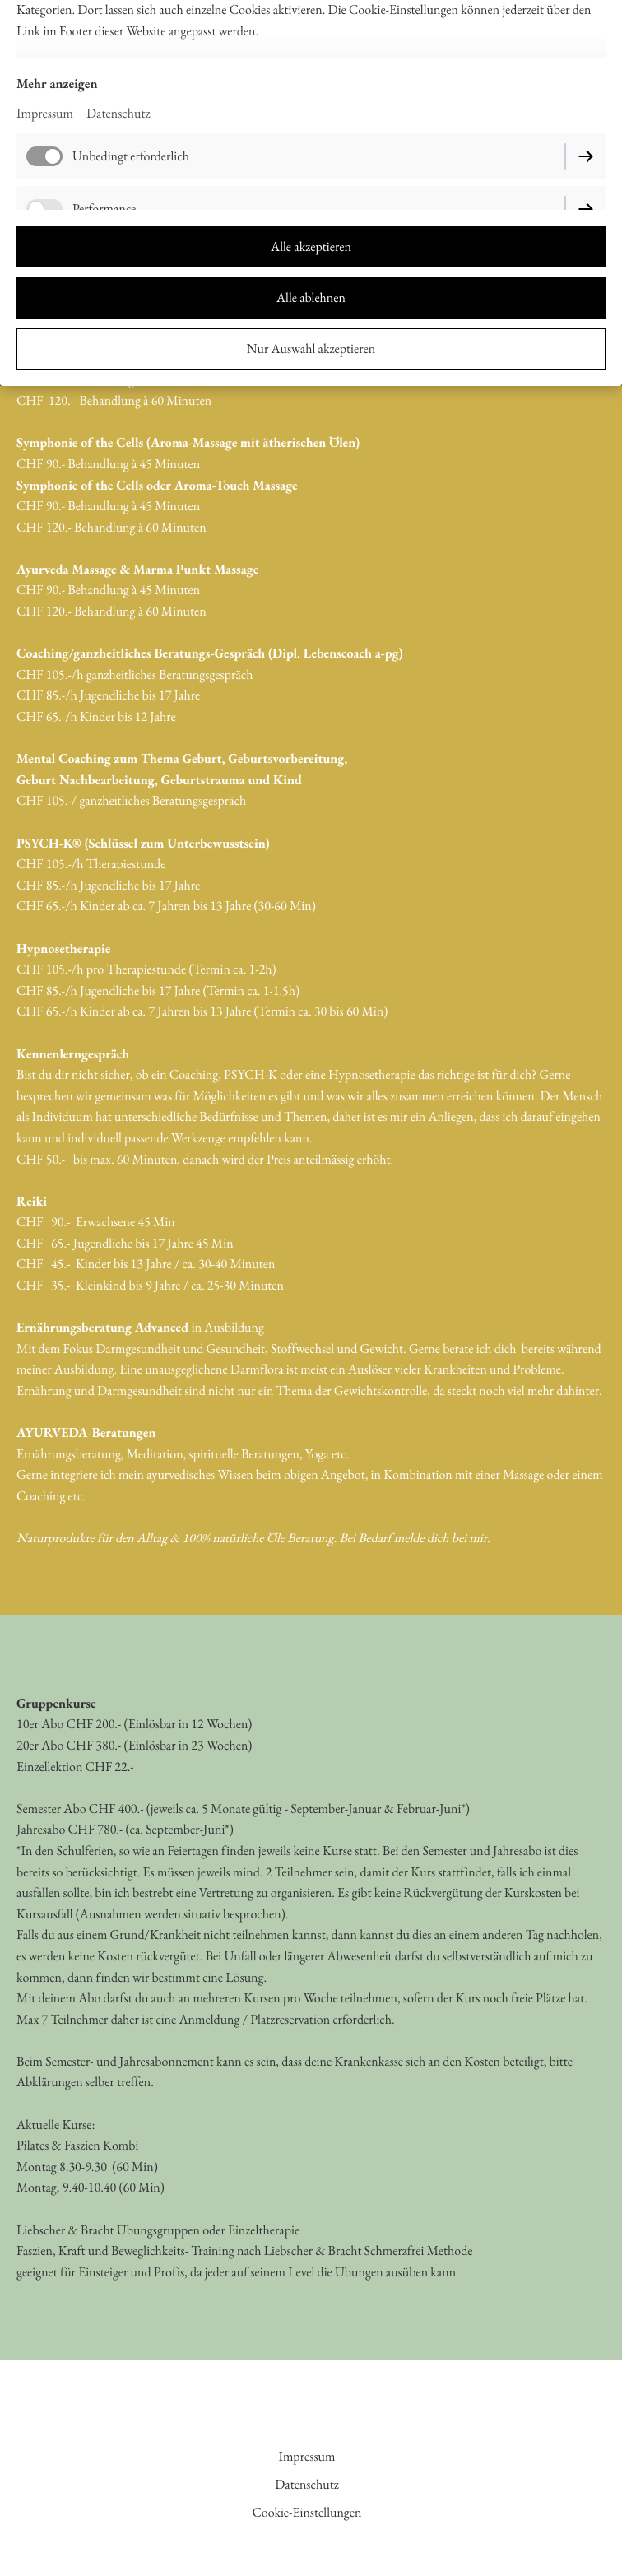 Kategorien. Dort lassen sich auch einzelne Cookies aktivieren. Die Cookie-Einstellungen können jederzeit über den
Link im Footer dieser Website angepasst werden.
Mehr anzeigen
Impressum Datenschutz
Unbedingt erforderlich
Performance
Alle akzeptieren
Alle ablehnen
Nur Auswahl akzeptieren
CHF 120.- Behandlung à 60 Minuten
Symphonie of the Cells (Aroma-Massage mit ätherischen Ölen)
CHF 90.- Behandlung à 45 Minuten
Symphonie of the Cells oder Aroma-Touch Massage
CHF 90.- Behandlung à 45 Minuten
CHF 120.- Behandlung à 60 Minuten
Ayurveda Massage & Marma Punkt Massage
CHF 90.- Behandlung à 45 Minuten
CHF 120.- Behandlung à 60 Minuten
Coaching/ganzheitliches Beratungs-Gespräch (Dipl. Lebenscoach a-pg)
CHF 105.-/h ganzheitliches Beratungsgespräch
CHF 85.-/h Jugendliche bis 17 Jahre
CHF 65.-/h Kinder bis 12 Jahre
Mental Coaching zum Thema Geburt, Geburtsvorbereitung,
Geburt Nachbearbeitung, Geburtstrauma und Kind
CHF 105.-/ ganzheitliches Beratungsgespräch
PSYCH-K® (Schlüssel zum Unterbewusstsein)
CHF 105.-/h Therapiestunde
CHF 85.-/h Jugendliche bis 17 Jahre
CHF 65.-/h Kinder ab ca. 7 Jahren bis 13 Jahre (30-60 Min)
Hypnosetherapie
CHF 105.-/h pro Therapiestunde (Termin ca. 1-2h)
CHF 85.-/h Jugendliche bis 17 Jahre (Termin ca. 1-1.5h)
CHF 65.-/h Kinder ab ca. 7 Jahren bis 13 Jahre (Termin ca. 30 bis 60 Min)
Kennenlerngespräch
Bist du dir nicht sicher, ob ein Coaching, PSYCH-K oder eine Hypnosetherapie das richtige ist für dich? Gerne
besprechen wir gemeinsam was für Möglichkeiten es gibt und was wir alles zusammen erreichen können. Der Mensch
als Individuum hat unterschiedliche Bedürfnisse und Themen, daher ist es mir ein Anliegen, dass ich darauf eingehen
kann und individuell passende Werkzeuge empfehlen kann.
CHF 50.- bis max. 60 Minuten, danach wird der Preis anteilmässig erhöht.
Reiki
CHF 90.- Erwachsene 45 Min
CHF 65.- Jugendliche bis 17 Jahre 45 Min
CHF 45.- Kinder bis 13 Jahre / ca. 30-40 Minuten
CHF 35.- Kleinkind bis 9 Jahre / ca. 25-30 Minuten
Ernährungsberatung Advanced in Ausbildung
Mit dem Fokus Darmgesundheit und Gesundheit, Stoffwechsel und Gewicht. Gerne berate ich dich bereits während
meiner Ausbildung. Eine unausgeglichene Darmflora ist meist ein Auslöser vieler Krankheiten und Probleme.
Ernährung und Darmgesundheit sind nicht nur ein Thema der Gewichtskontrolle, da steckt noch viel mehr dahinter.
AYURVEDA-Beratungen
Ernährungsberatung, Meditation, spirituelle Beratungen, Yoga etc.
Gerne integriere ich mein ayurvedisches Wissen beim obigen Angebot, in Kombination mit einer Massage oder einem
Coaching etc.
Naturprodukte für den Alltag & 100% natürliche Öle Beratung. Bei Bedarf melde dich bei mir.
Gruppenkurse
10er Abo CHF 200.- (Einlösbar in 12 Wochen)
20er Abo CHF 380.- (Einlösbar in 23 Wochen)
Einzellektion CHF 22.-
Semester Abo CHF 400.- (jeweils ca. 5 Monate gültig - September-Januar & Februar-Juni*)
Jahresabo CHF 780.- (ca. September-Juni*)
*In den Schulferien, so wie an Feiertagen finden jeweils keine Kurse statt. Bei den Semester und Jahresabo ist dies
bereits so berücksichtigt. Es müssen jeweils mind. 2 Teilnehmer sein, damit der Kurs stattfindet, falls ich einmal
ausfallen sollte, bin ich bestrebt eine Vertretung zu organisieren. Es gibt keine Rückvergütung der Kurskosten bei
Kursausfall (Ausnahmen werden situativ besprochen).
Falls du aus einem Grund/Krankheit nicht teilnehmen kannst, dann kannst du dies an einem anderen Tag nachholen,
es werden keine Kosten rückvergütet. Bei Unfall oder längerer Abwesenheit darfst du selbstverständlich auf mich zu
kommen, dann finden wir bestimmt eine Lösung.
Mit deinem Abo darfst du auch an mehreren Kursen pro Woche teilnehmen, sofern der Kurs noch freie Plätze hat.
Max 7 Teilnehmer daher ist eine Anmeldung / Platzreservation erforderlich.
Beim Semester- und Jahresabonnement kann es sein, dass deine Krankenkasse sich an den Kosten beteiligt, bitte
Abklärungen selber treffen.
Aktuelle Kurse:
Pilates & Faszien Kombi
Montag 8.30-9.30 (60 Min)
Montag, 9.40-10.40 (60 Min)
Liebscher & Bracht Übungsgruppen oder Einzeltherapie
Faszien, Kraft und Beweglichkeits- Training nach Liebscher & Bracht Schmerzfrei Methode
geeignet für Einsteiger und Profis, da jeder auf seinem Level die Übungen ausüben kann
Impressum
Datenschutz
Cookie-Einstellungen